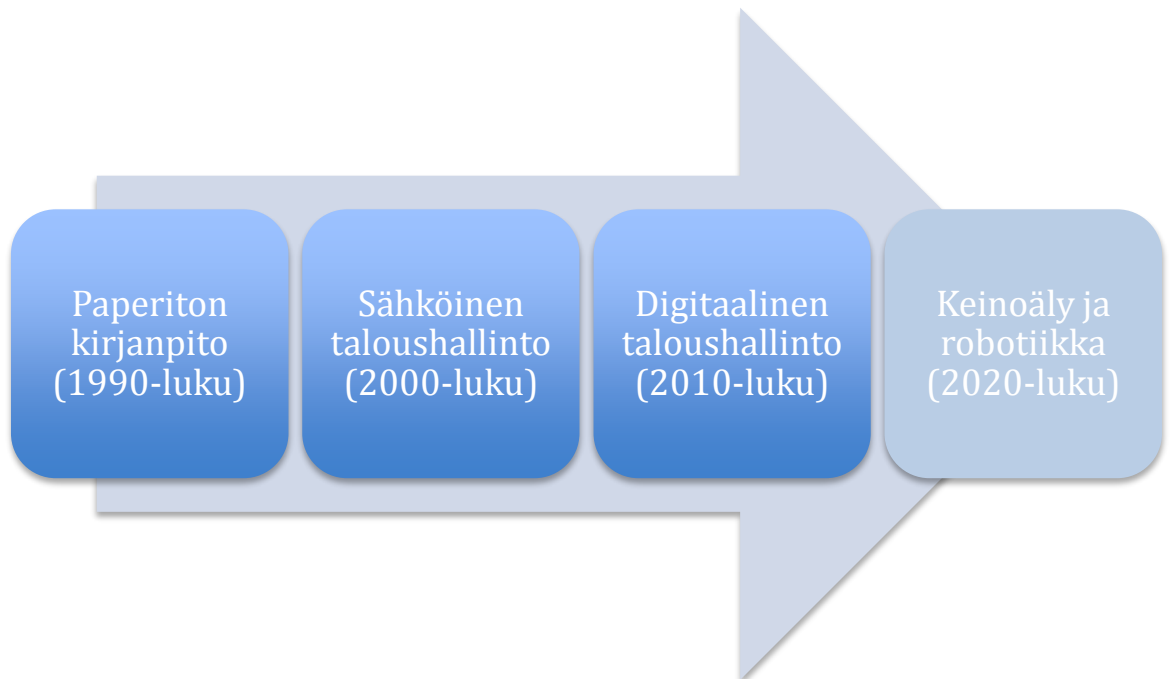 Paperiton
kirjanpito
(1990-luku)
Sähköinen
taloushallinto
(2000-luku)
Digitaalinen
taloushallinto
(2010-luku)
Keinoäly ja
robotiikka
(2020-luku)